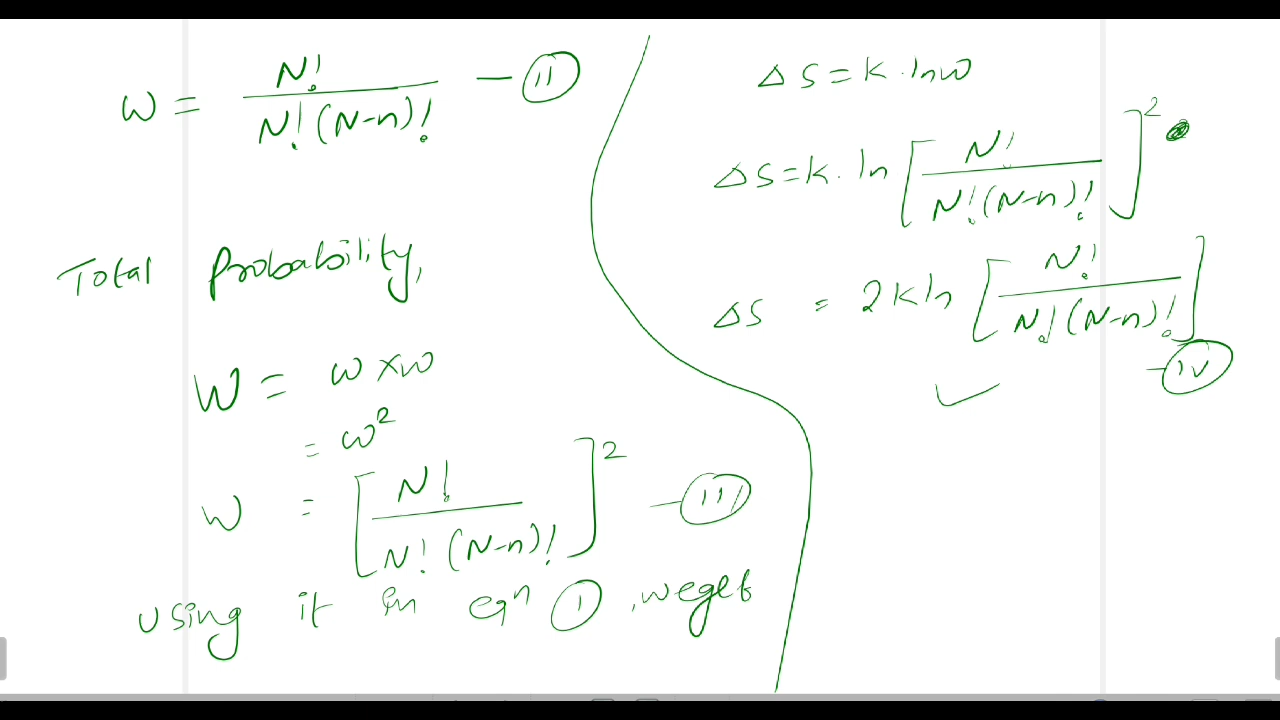 w = N! / N!(N-n)! — (II)
Total Probability,
W = w × w
= w²
W = [N! / N!(N-n)!]² — (III)
using it in eqⁿ (I), we get
ΔS = k . ln w
ΔS = k . ln [N! / N!(N-n)!]²
ΔS = 2k ln [N! / N!(N-n)!]
— (IV)